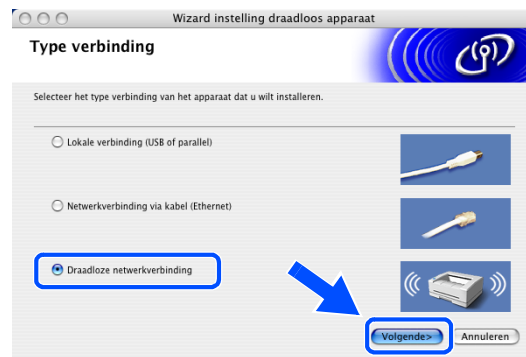 Wizard instelling draadloos apparaat
Type verbinding
Selecteer het type verbinding van het apparaat dat u wilt installeren.
Lokale verbinding (USB of parallel)
Netwerkverbinding via kabel (Ethernet)
Draadloze netwerkverbinding
Volgende> Annuleren